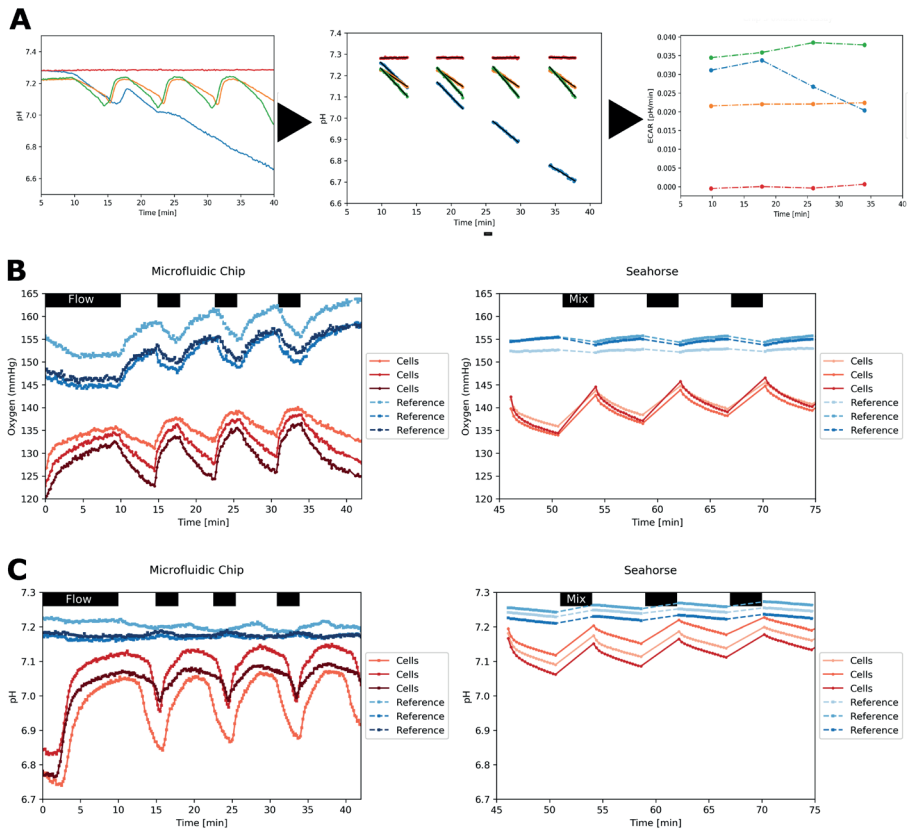 A
7.4
7.2
7.0
6.8
6.6
pH
5 10 15 20 25 30 35 40
Time [min]
7.4
7.3
7.2
7.1
7.0
6.9
6.8
6.7
6.6
pH
5 10 15 20 25 30 35 40
Time [min]
0.040
0.035
0.030
0.025
0.020
0.015
0.010
0.005
0.000
ECAR [pH/min]
5 10 15 20 25 30 35 40
Time [min]
B
Microfluidic Chip
Flow
165
160
155
150
145
140
135
130
125
120
Oxygen (mmHg)
0 5 10 15 20 25 30 35 40
Time [min]
Cells
Cells
Cells
Reference
Reference
Reference
Seahorse
Mix
165
160
155
150
145
140
135
130
125
120
Oxygen (mmHg)
45 50 55 60 65 70 75
Time [min]
Cells
Cells
Cells
Reference
Reference
Reference
C
Microfluidic Chip
Flow
7.3
7.2
7.1
7.0
6.9
6.8
6.7
pH
0 5 10 15 20 25 30 35 40
Time [min]
Cells
Cells
Cells
Reference
Reference
Reference
Seahorse
Mix
7.3
7.2
7.1
7.0
6.9
6.8
6.7
pH
45 50 55 60 65 70 75
Time [min]
Cells
Cells
Cells
Reference
Reference
Reference